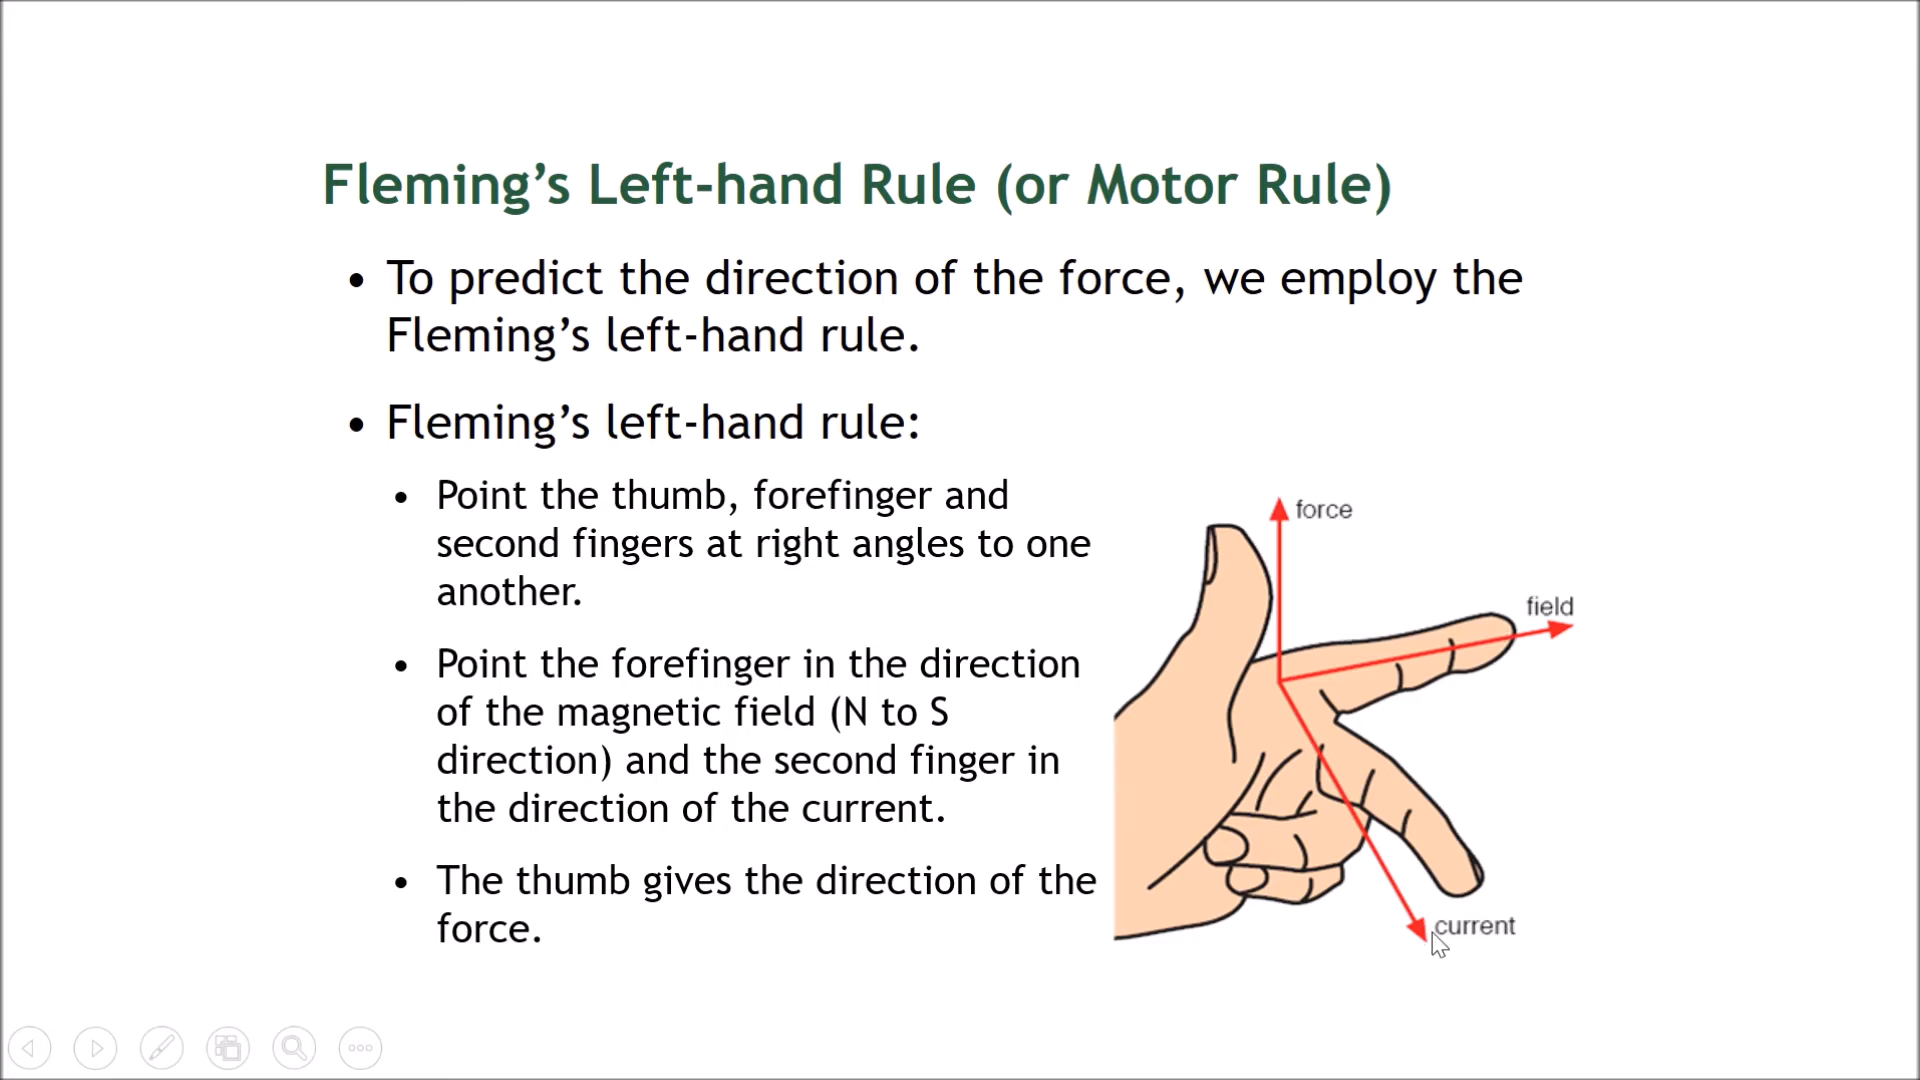 Fleming’s Left-hand Rule (or Motor Rule)
• To predict the direction of the force, we employ the
Fleming’s left-hand rule.
• Fleming’s left-hand rule:
• Point the thumb, forefinger and
second fingers at right angles to one
another.
• Point the forefinger in the direction
of the magnetic field (N to S
direction) and the second finger in
the direction of the current.
• The thumb gives the direction of the
force.
force
field
current